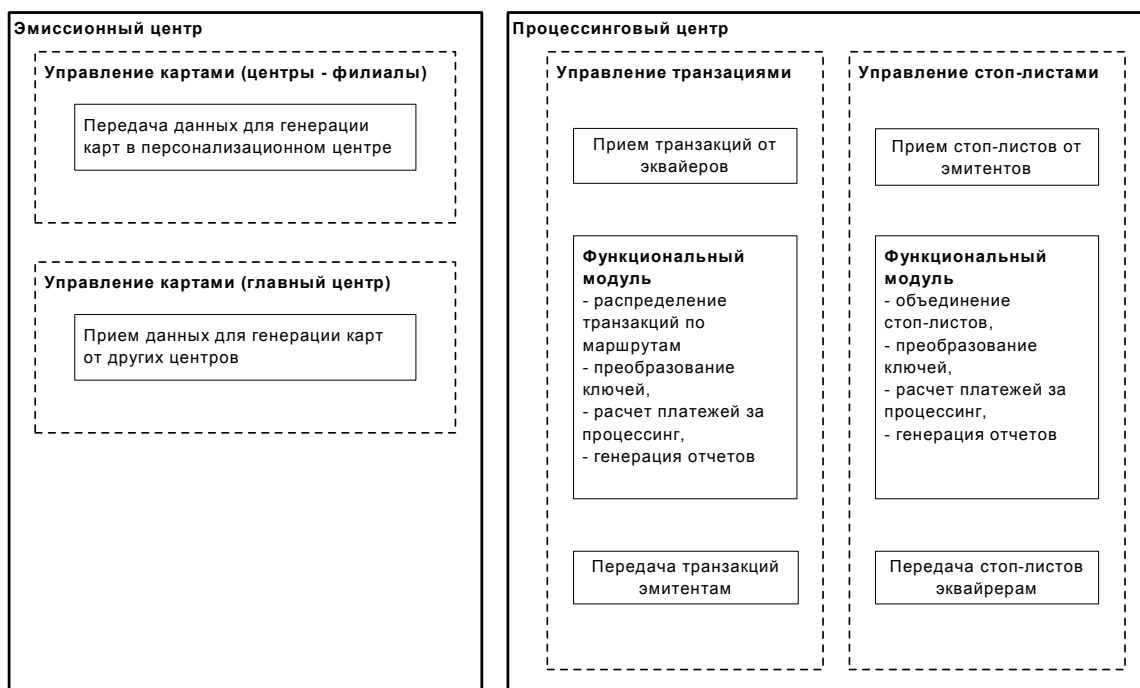 Эмиссионный центр
Управление картами (центры - филиалы)
Передача данных для генерации
карт в персонализационном центре
Управление картами (главный центр)
Прием данных для генерации карт
от других центров
Процессинговый центр
Управление транзациями
Прием транзакций от
эквайеров
Функциональный
модуль
- распределение
транзакций по
маршрутам
- преобразование
ключей,
- расчет платежей за
процессинг,
- генерация отчетов
Передача транзакций
эмитентам
Управление стоп-листами
Прием стоп-листов от
эмитентов
Функциональный
модуль
- объединение
стоп-листов,
- преобразование
ключей,
- расчет платежей за
процессинг,
- генерация отчетов
Передача стоп-листов
эквайрерам